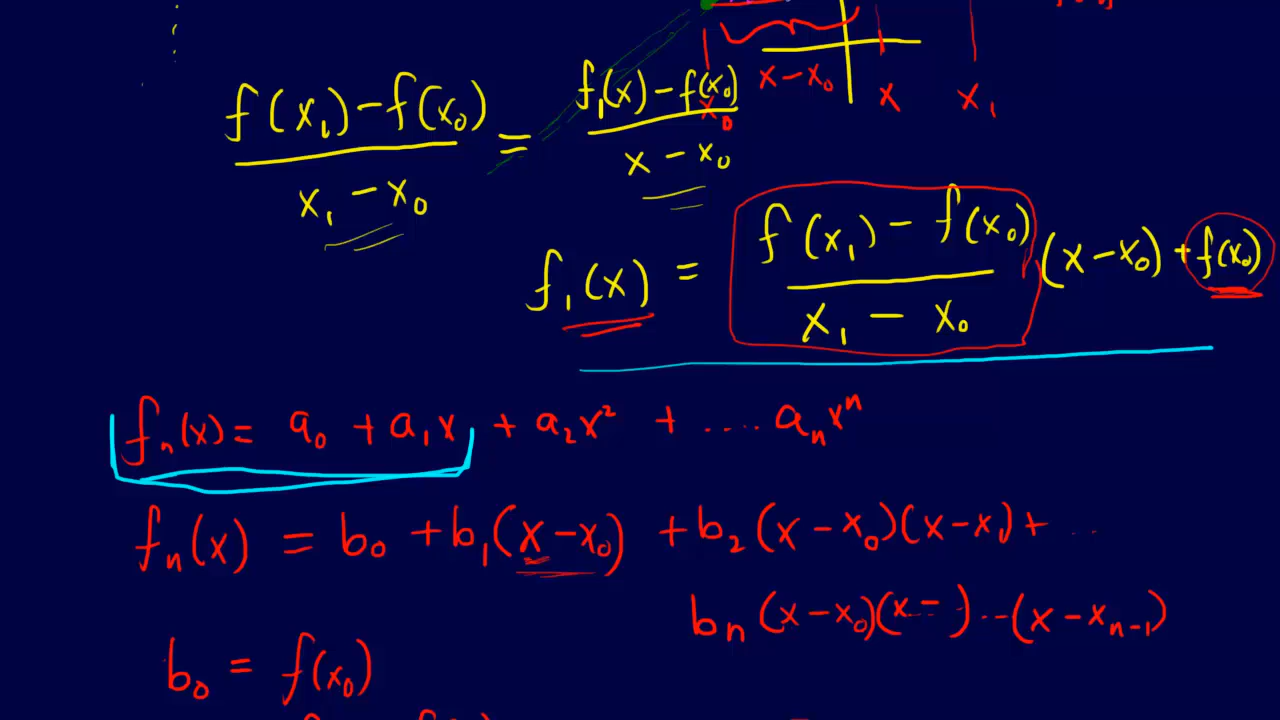 x - x₀ x x₁
x₀
(f(x₁) - f(x₀)) / (x₁ - x₀) = (f₁(x) - f(x₀)) / (x - x₀)
f₁(x) = (f(x₁) - f(x₀)) / (x₁ - x₀) (x - x₀) + f(x₀)
fₙ(x) = a₀ + a₁x + a₂x² + .... aₙxⁿ
fₙ(x) = b₀ + b₁(x - x₀) + b₂(x - x₀)(x - x₁) + ...
bₙ(x - x₀)(x - ) ... (x - xₙ₋₁)
b₀ = f(x₀)